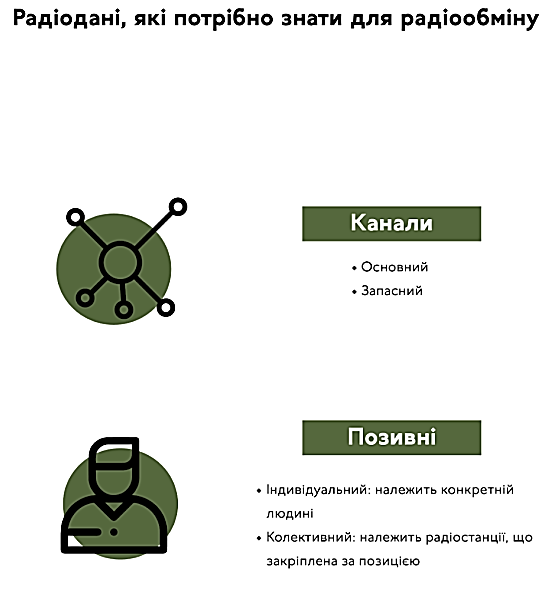 Радіодані, які потрібно знати для радіообміну
Канали
• Основний
• Запасний
Позивні
• Індивідуальний: належить конкретній
людині
• Колективний: належить радіостанції, що
закріплена за позицією